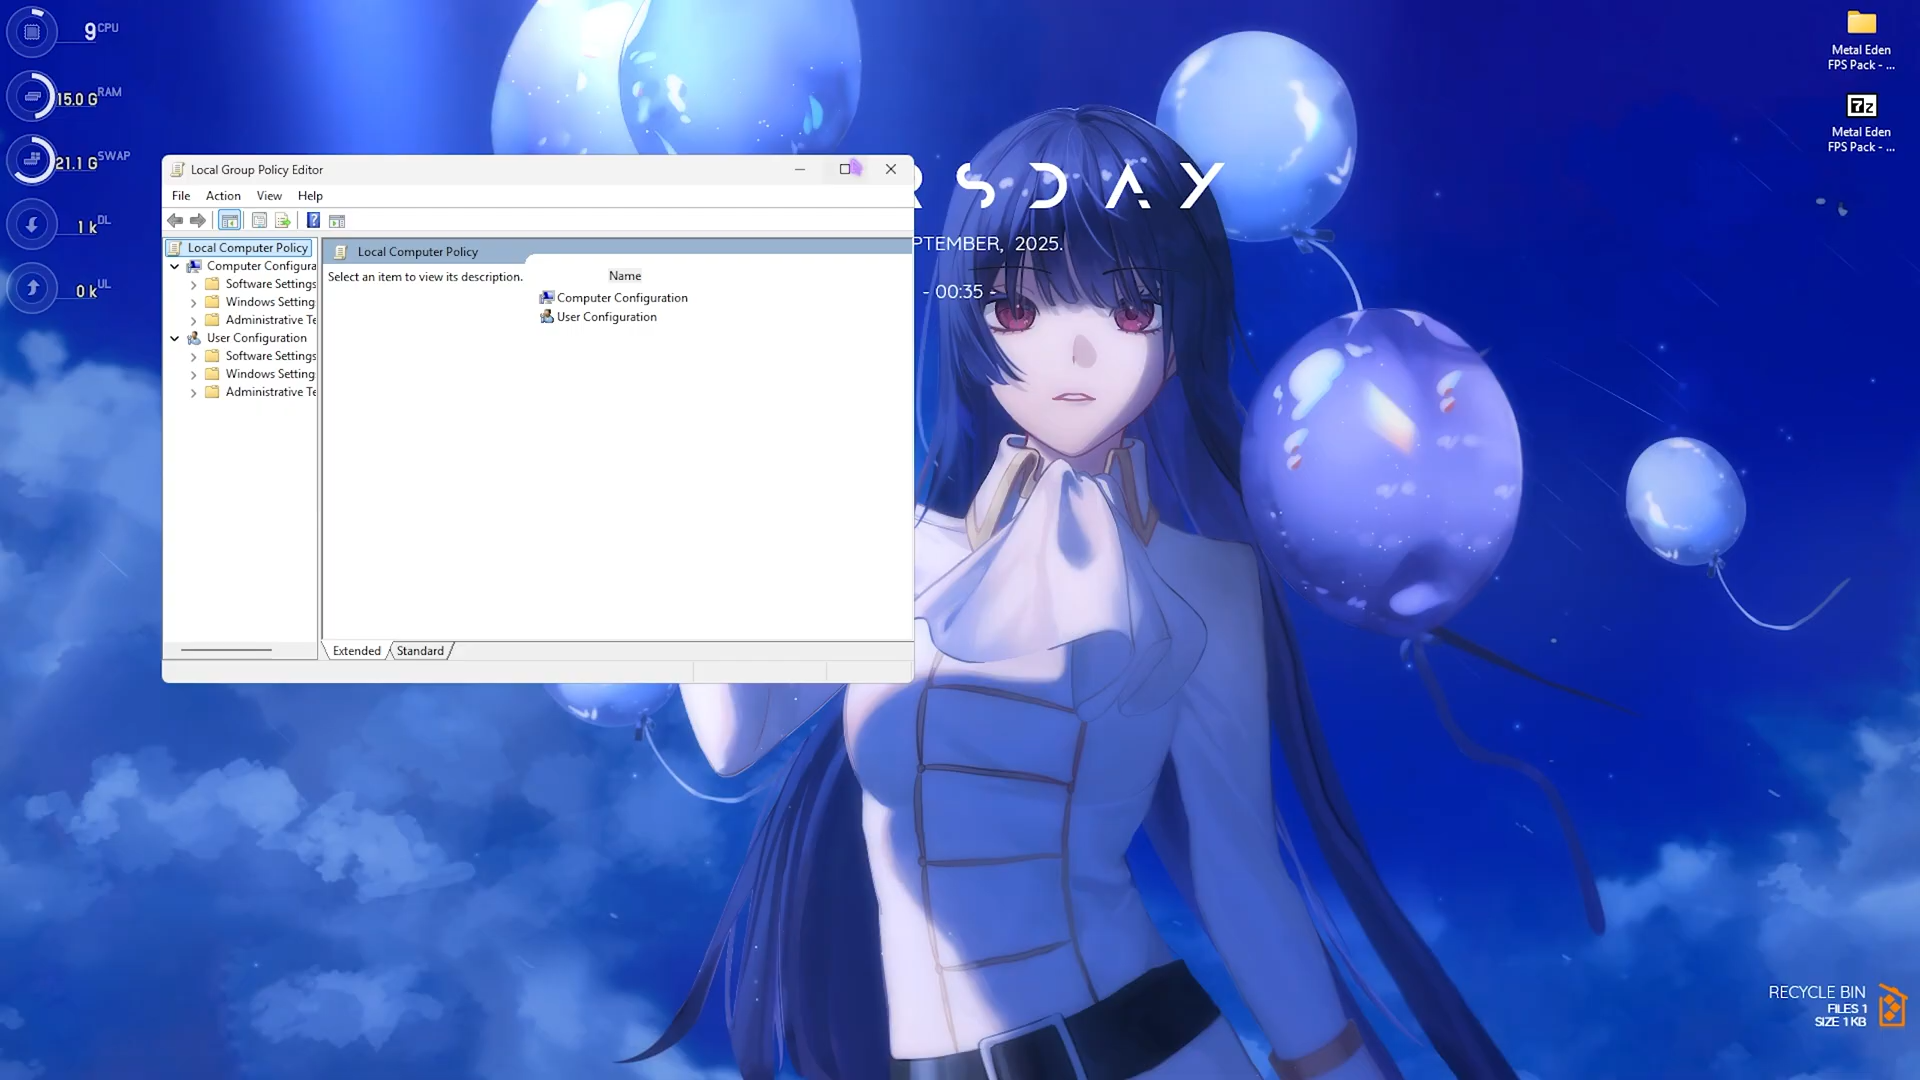 9 CPU
15.0 G RAM
21.1 G SWAP
1 k DL
0 k UL
Local Group Policy Editor
File Action View Help
Local Computer Policy
Computer Configura
Software Settings
Windows Setting
Administrative Te
User Configuration
Software Settings
Windows Setting
Administrative Te
Local Computer Policy
Select an item to view its description.
Name
Computer Configuration
User Configuration
Extended Standard
RSDAY
PTEMBER, 2025.
- 00:35 -
Metal Eden
FPS Pack - ...
7z
Metal Eden
FPS Pack - ...
RECYCLE BIN
FILES 1
SIZE 1 KB